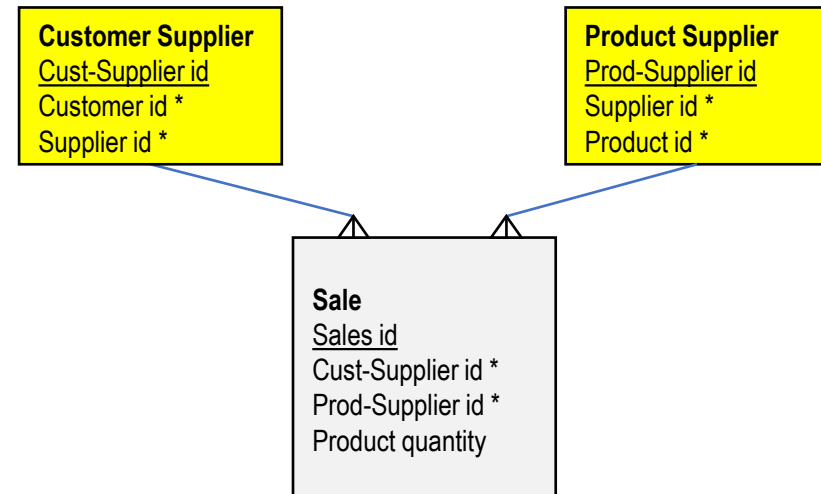 Customer Supplier
Cust-Supplier id
Customer id *
Supplier id *
Product Supplier
Prod-Supplier id
Supplier id *
Product id *
Sale
Sales id
Cust-Supplier id *
Prod-Supplier id *
Product quantity